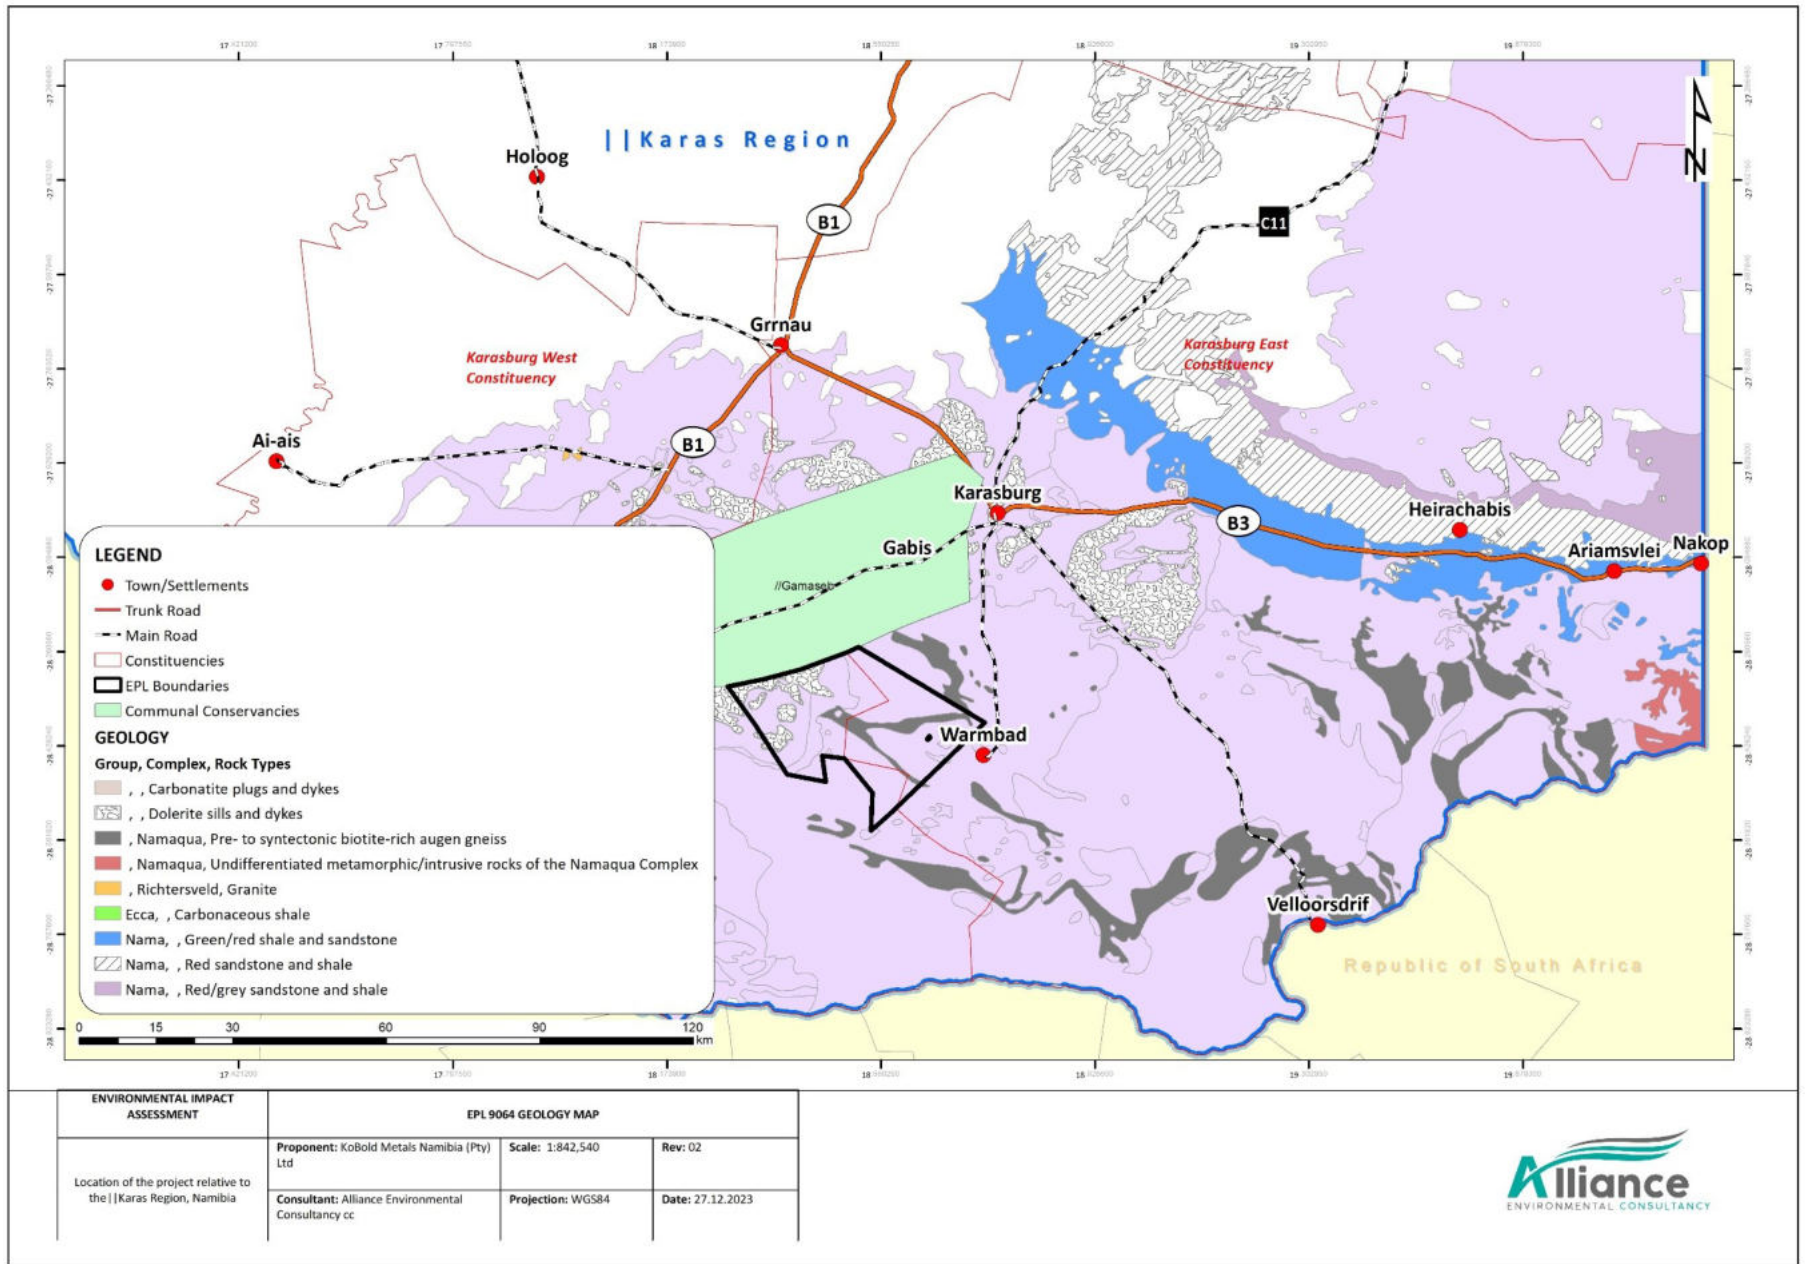 Holoog
||Karas Region
B1
C11
N
Grrnau
Karasburg West
Constituency
Karasburg East
Constituency
Ai-ais
B1
Karasburg
B3
Heirachabis
Gabis
Ariamsvlei
Nakop
Warmbad
Velloorsdrif
Republic of South Africa
LEGEND
Town/Settlements
Trunk Road
Main Road
Constituencies
EPL Boundaries
Communal Conservancies
GEOLOGY
Group, Complex, Rock Types
, , Carbonatite plugs and dykes
, , Dolerite sills and dykes
, Namaqua, Pre- to syntectonic biotite-rich augen gneiss
, Namaqua, Undifferentiated metamorphic/intrusive rocks of the Namaqua Complex
, Richtersveld, Granite
Ecca, , Carbonaceous shale
Nama, , Green/red shale and sandstone
Nama, , Red sandstone and shale
Nama, , Red/grey sandstone and shale
0 15 30 60 90 120
km
ENVIRONMENTAL IMPACT
ASSESSMENT
EPL 9064 GEOLOGY MAP
Location of the project relative to
the||Karas Region, Namibia
Proponent: KoBold Metals Namibia (Pty)
Ltd
Scale: 1:842,540
Rev: 02
Consultant: Alliance Environmental
Consultancy cc
Projection: WGS84
Date: 27.12.2023
Alliance
ENVIRONMENTAL CONSULTANCY